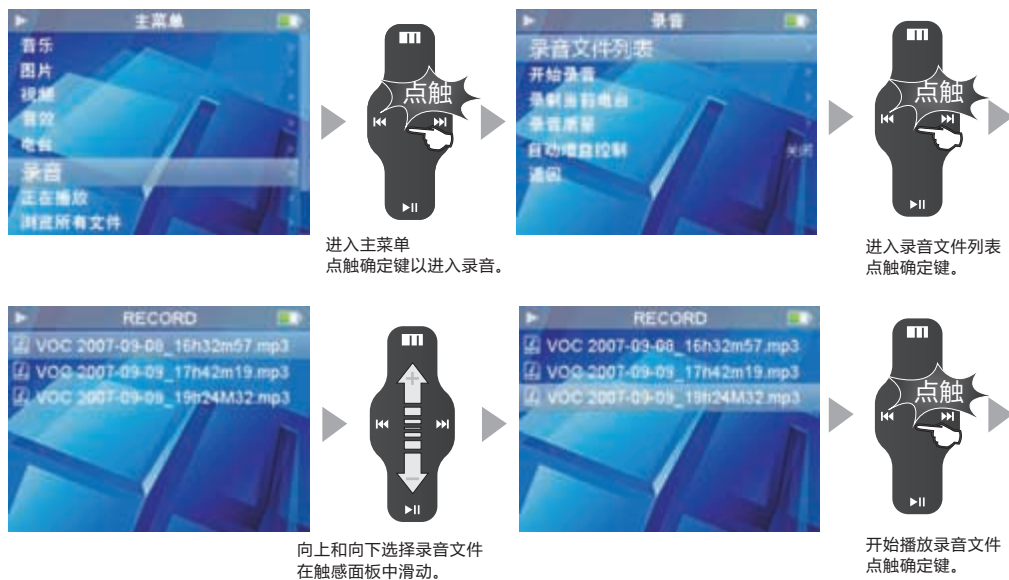 主菜单
音乐
图片
视频
音效
电台
录音
正在播放
浏览所有文件
点触
进入主菜单
点触确定键以进入录音。
录音
录音文件列表
开始录音
录制当前电台
录音质量
自动增益控制 关闭
返回
点触
进入录音文件列表
点触确定键。
RECORD
VOC 2007-09-08_16h32m57.mp3
VOC 2007-09-09_17h42m19.mp3
VOC 2007-09-09_19h24M32.mp3
+
−
向上和向下选择录音文件
在触感面板中滑动。
RECORD
VOC 2007-09-08_16h32m57.mp3
VOC 2007-09-09_17h42m19.mp3
VOC 2007-09-09_19h24M32.mp3
点触
开始播放录音文件
点触确定键。